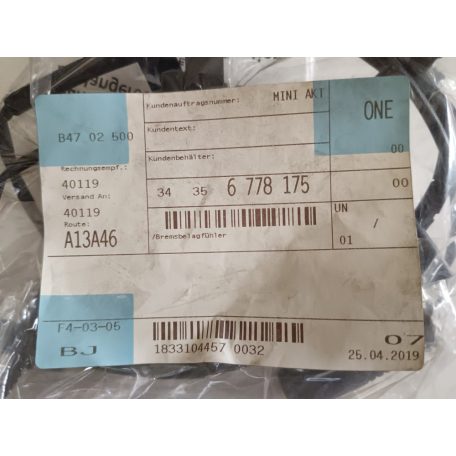 Kundenauftragsnummer: MINI AKT
ONE
B47 02 500
Kundentext:
00
Kundenbehälter:
Rechnungsempf.:
40119
34 35 6 778 175
00
Versand An:
40119
Route:
A13A46
UN /
01
/Bremsbelagfühler
F4-03-05
BJ
1833104457 0032
07
25.04.2019